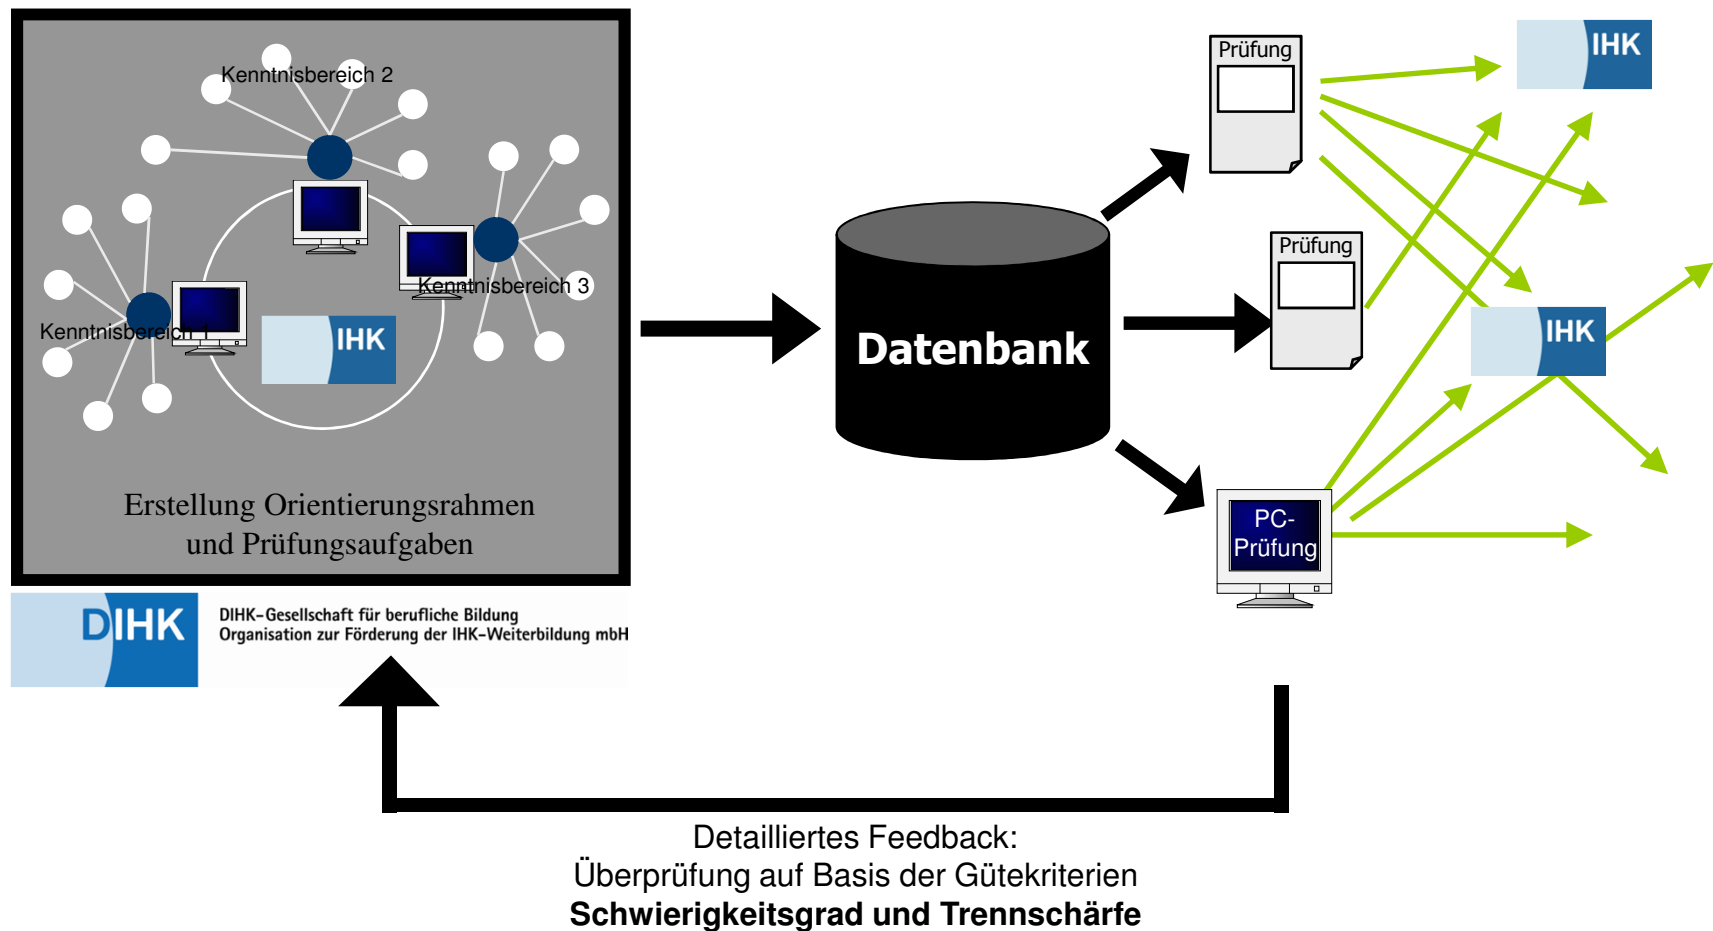 Kenntnisbereich 2
Kenntnisbereich 3
Kenntnisbereich 1
IHK
Erstellung Orientierungsrahmen
und Prüfungsaufgaben
DIHK
DIHK-Gesellschaft für berufliche Bildung
Organisation zur Förderung der IHK-Weiterbildung mbH
Datenbank
Prüfung
Prüfung
PC-
Prüfung
IHK
IHK
Detailliertes Feedback:
Überprüfung auf Basis der Gütekriterien
Schwierigkeitsgrad und Trennschärfe